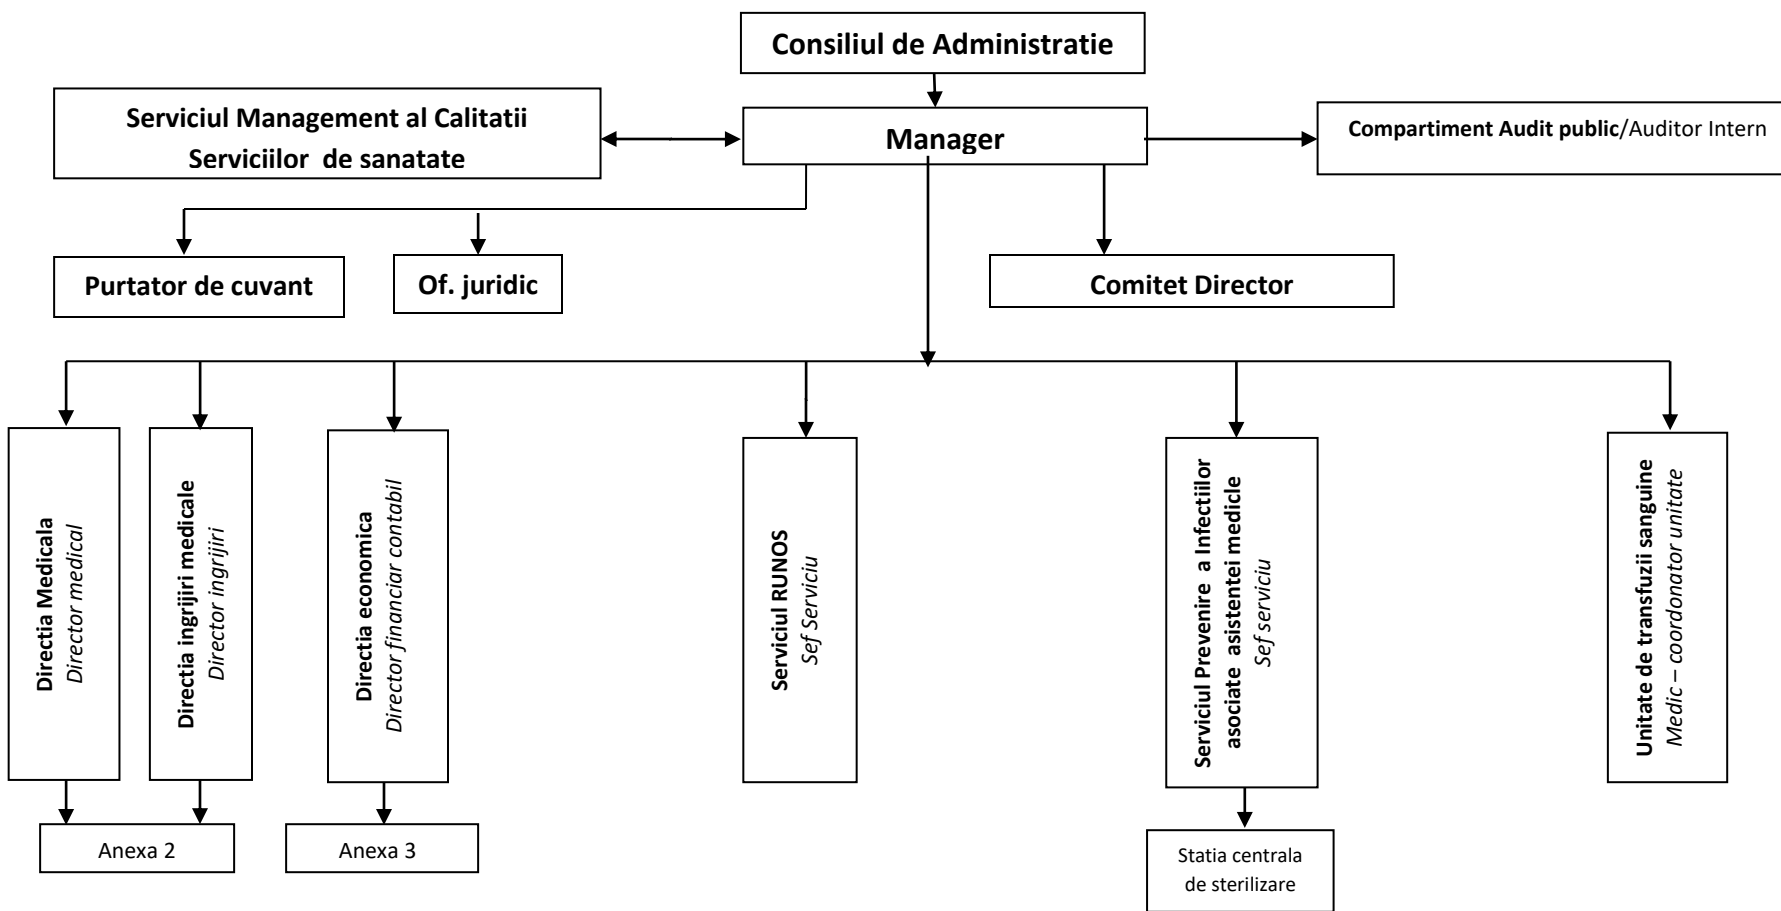 Consiliul de Administratie
Serviciul Management al Calitatii
Serviciilor de sanatate
Manager
Compartiment Audit public/Auditor Intern
Purtator de cuvant
Of. juridic
Comitet Director
Directia Medicala
Director medical
Directia ingrijiri medicale
Director ingrijiri
Directia economica
Director financiar contabil
Serviciul RUNOS
Sef Serviciu
Serviciul Prevenire a Infectiilor
asociate asistentei medicle
Sef serviciu
Unitate de transfuzii sanguine
Medic – coordonator unitate
Anexa 2
Anexa 3
Statia centrala
de sterilizare